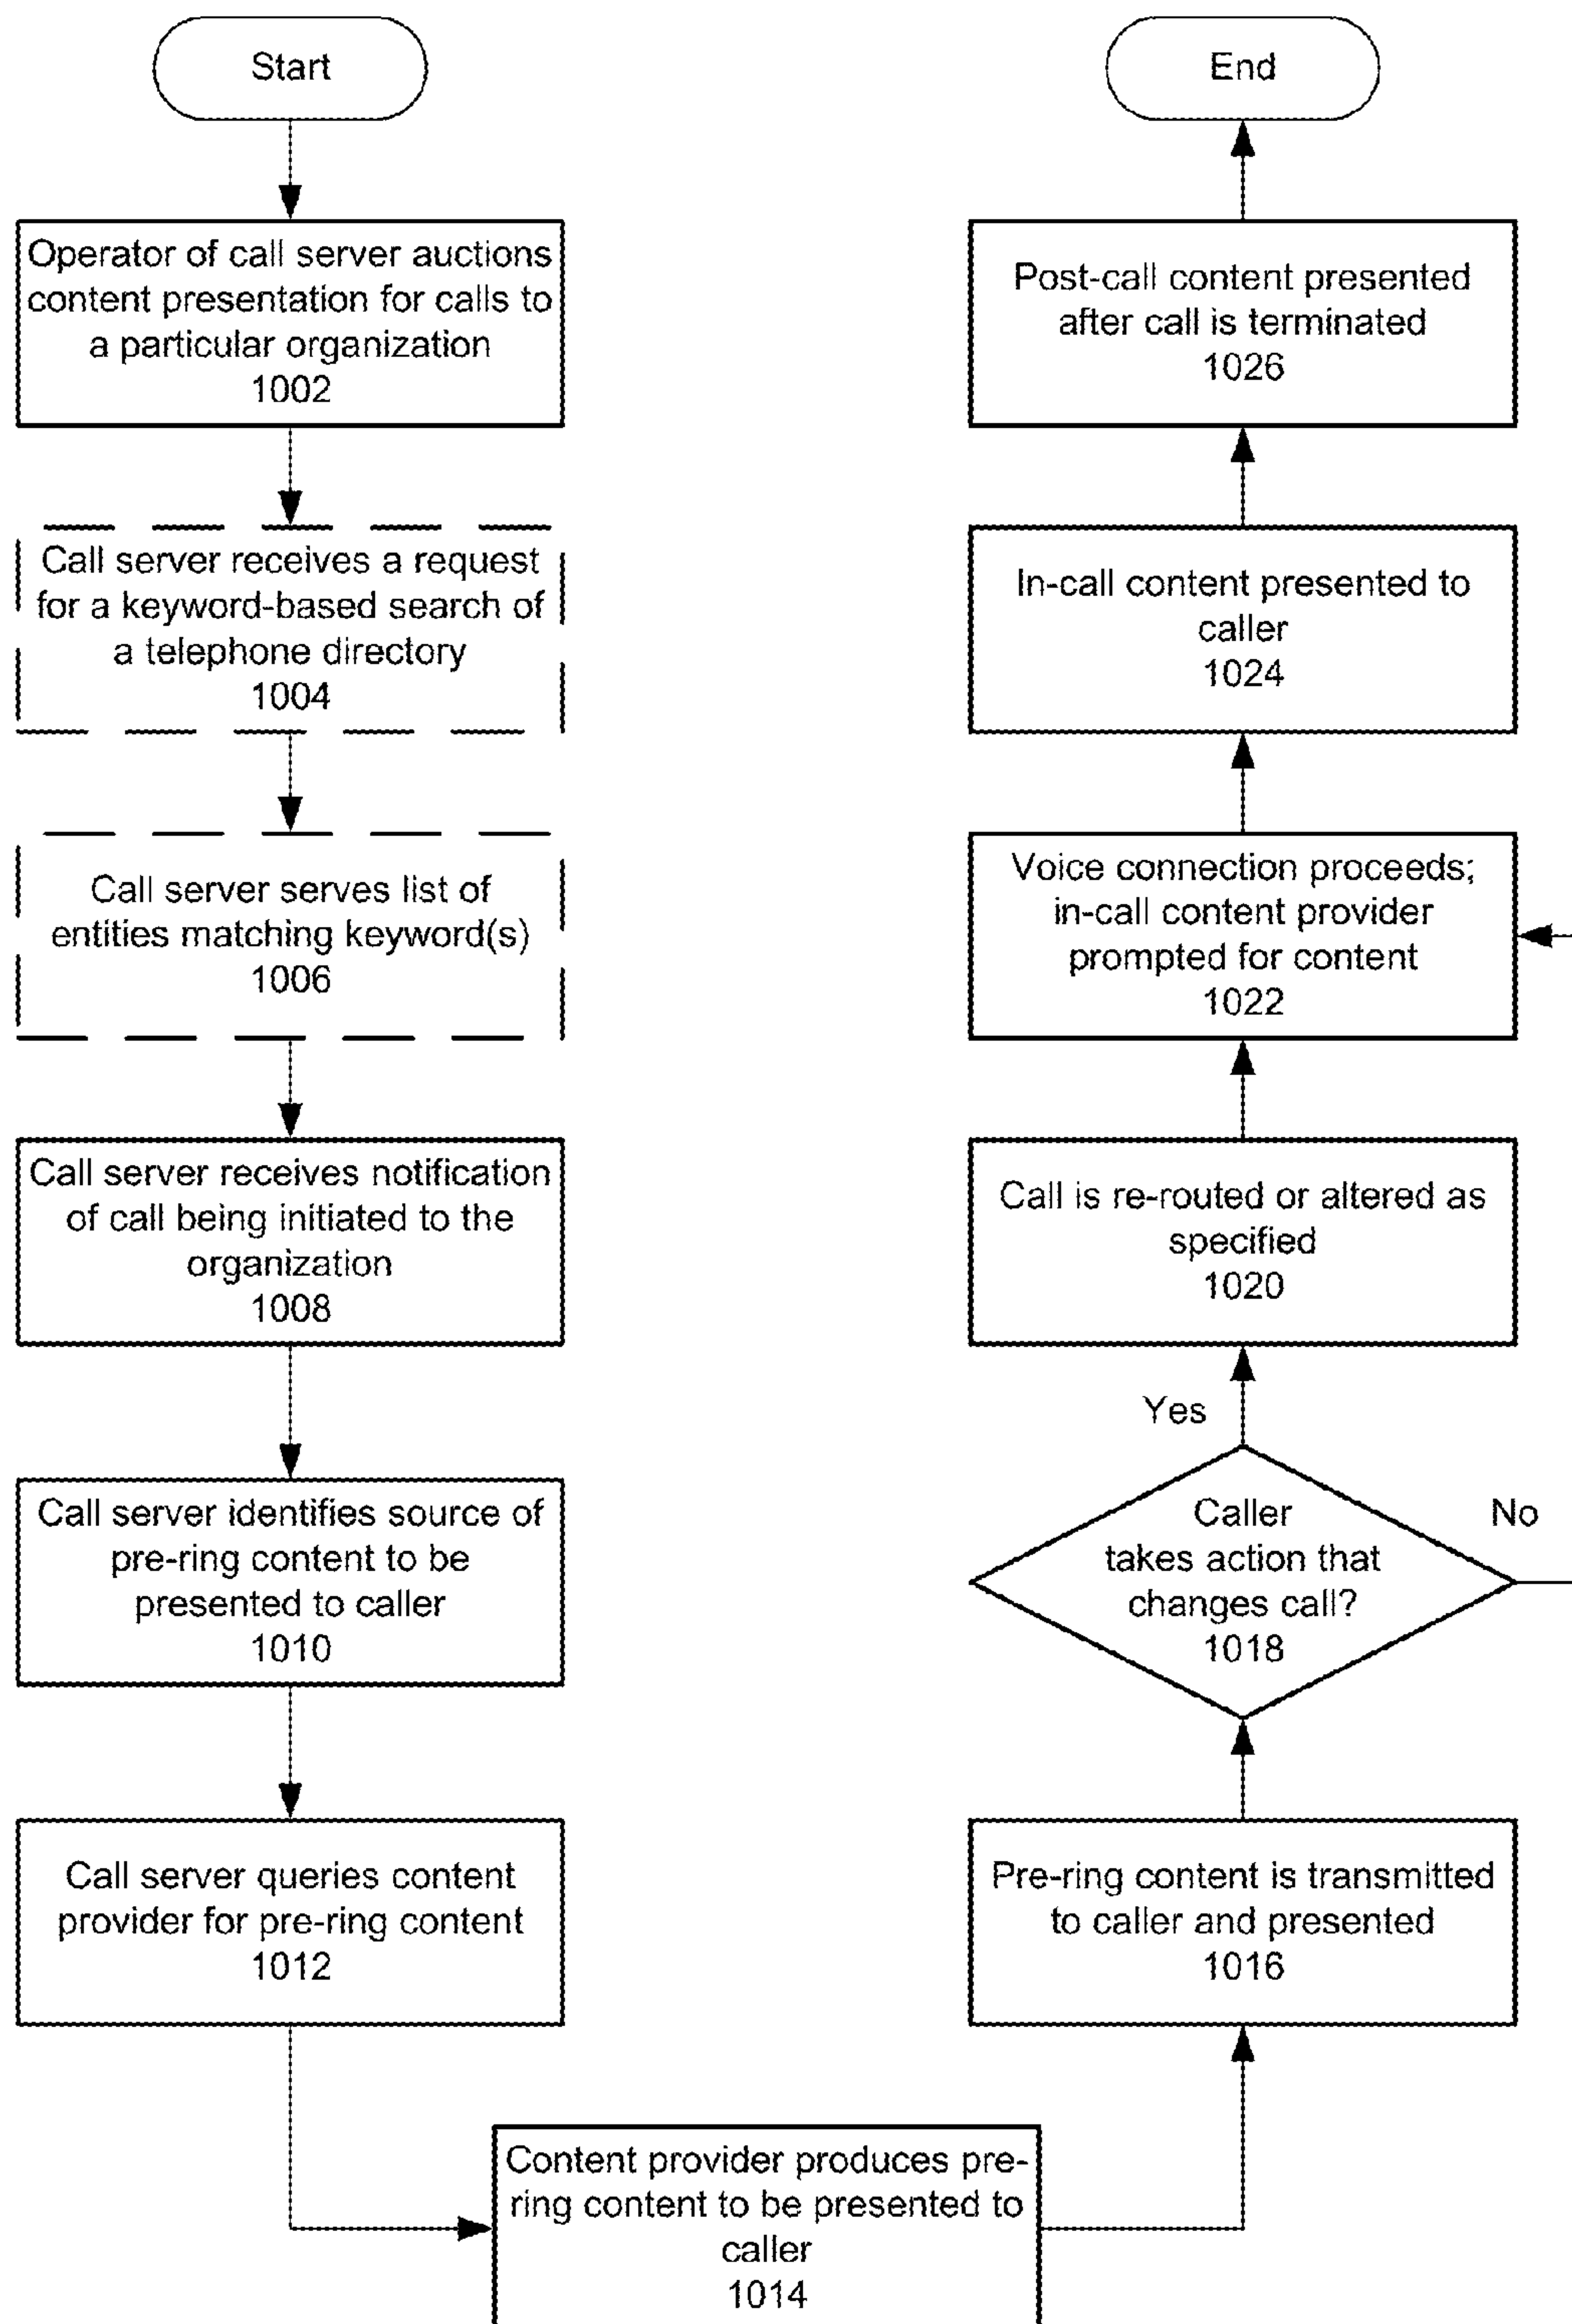 Start
Operator of call server auctions
content presentation for calls to
a particular organization
1002
Call server receives a request
for a keyword-based search of
a telephone directory
1004
Call server serves list of
entities matching keyword(s)
1006
Call server receives notification
of call being initiated to the
organization
1008
Call server identifies source of
pre-ring content to be
presented to caller
1010
Call server queries content
provider for pre-ring content
1012
Content provider produces pre-
ring content to be presented to
caller
1014
Pre-ring content is transmitted
to caller and presented
1016
Caller
takes action that
changes call?
1018
No
Yes
Call is re-routed or altered as
specified
1020
Voice connection proceeds;
in-call content provider
prompted for content
1022
In-call content presented to
caller
1024
Post-call content presented
after call is terminated
1026
End